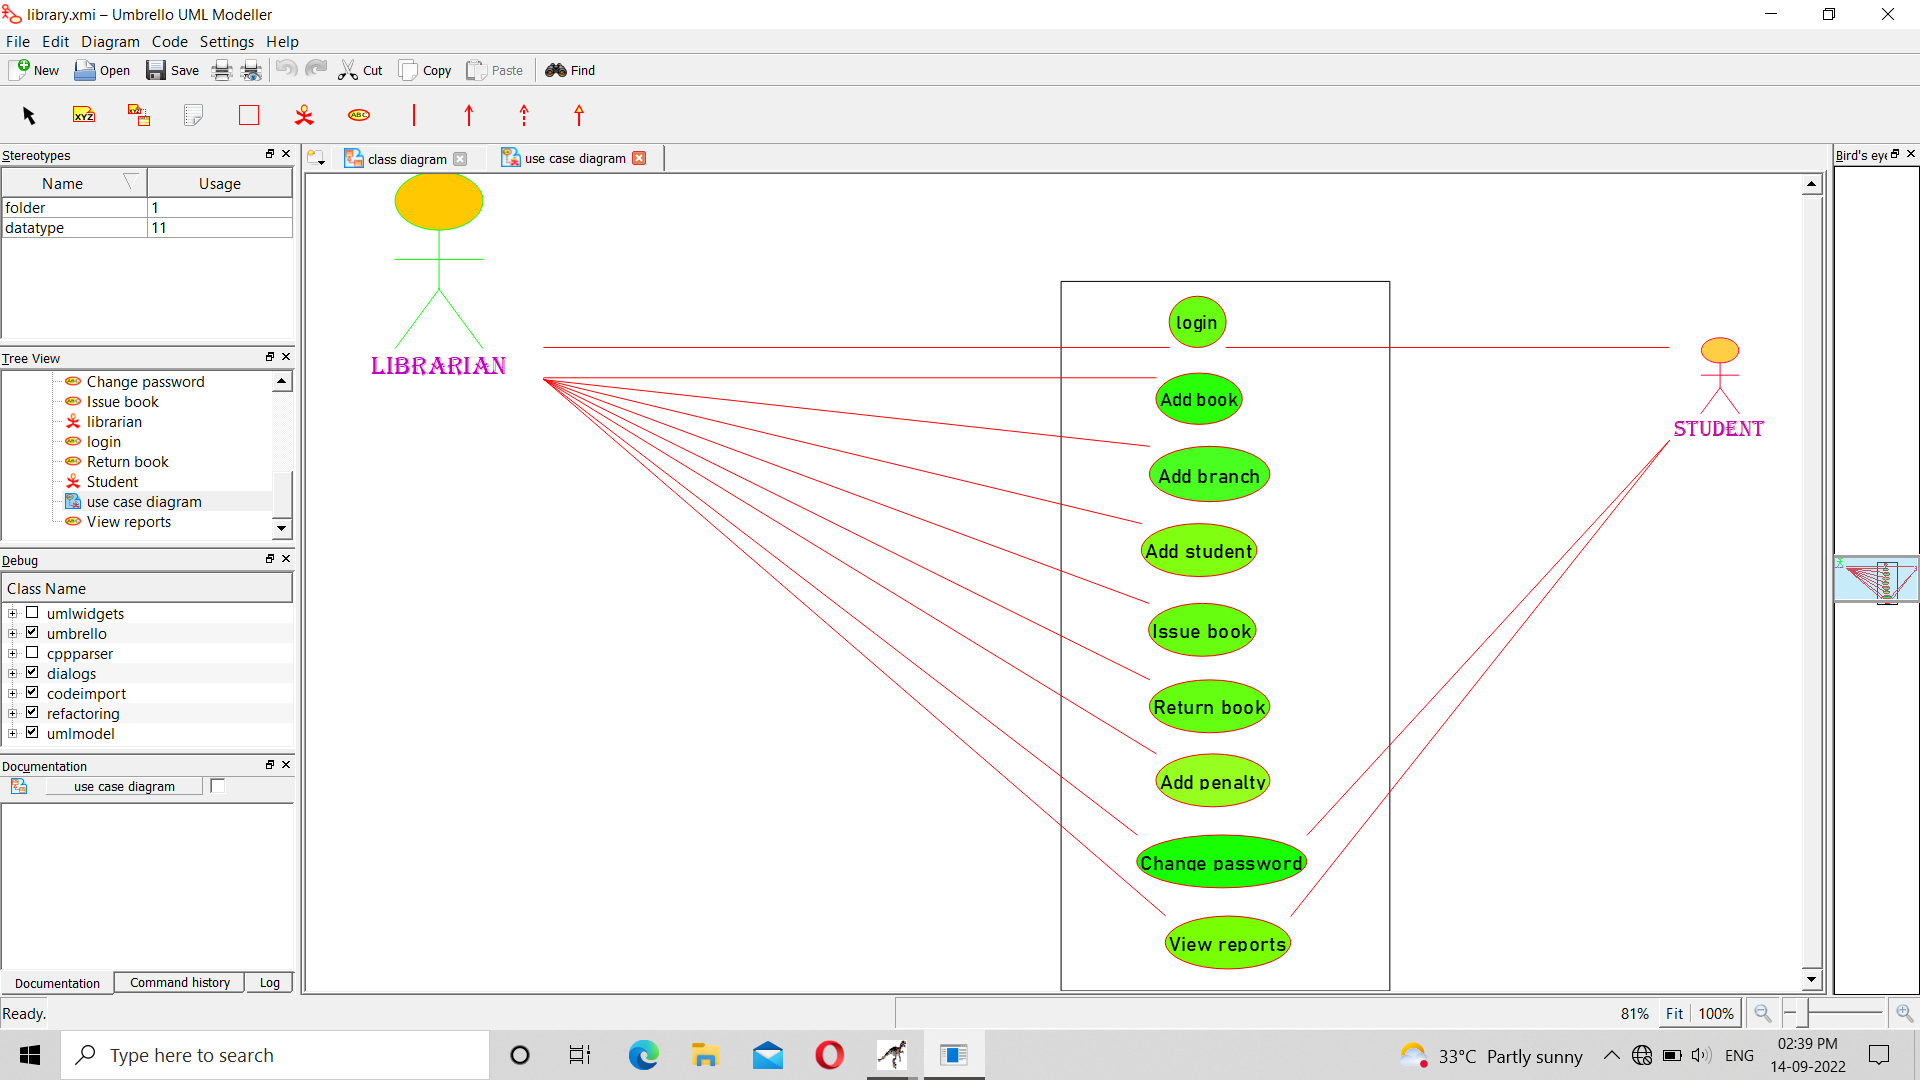 library.xmi – Umbrello UML Modeller
File Edit Diagram Code Settings Help
New Open Save Cut Copy Paste Find
XYZ XYZ ABC
Stereotypes
Name Usage
folder 1
datatype 11
Tree View
Change password
Issue book
librarian
login
Return book
Student
use case diagram
View reports
Debug
Class Name
umlwidgets
umbrello
cppparser
dialogs
codeimport
refactoring
umlmodel
Documentation
use case diagram
Documentation Command history Log
class diagram use case diagram
LIBRARIAN
login
Add book
Add branch
Add student
Issue book
Return book
Add penalty
Change password
View reports
STUDENT
Bird's eye
Ready.
81% Fit 100%
Type here to search
33°C Partly sunny
ENG
02:39 PM
14-09-2022